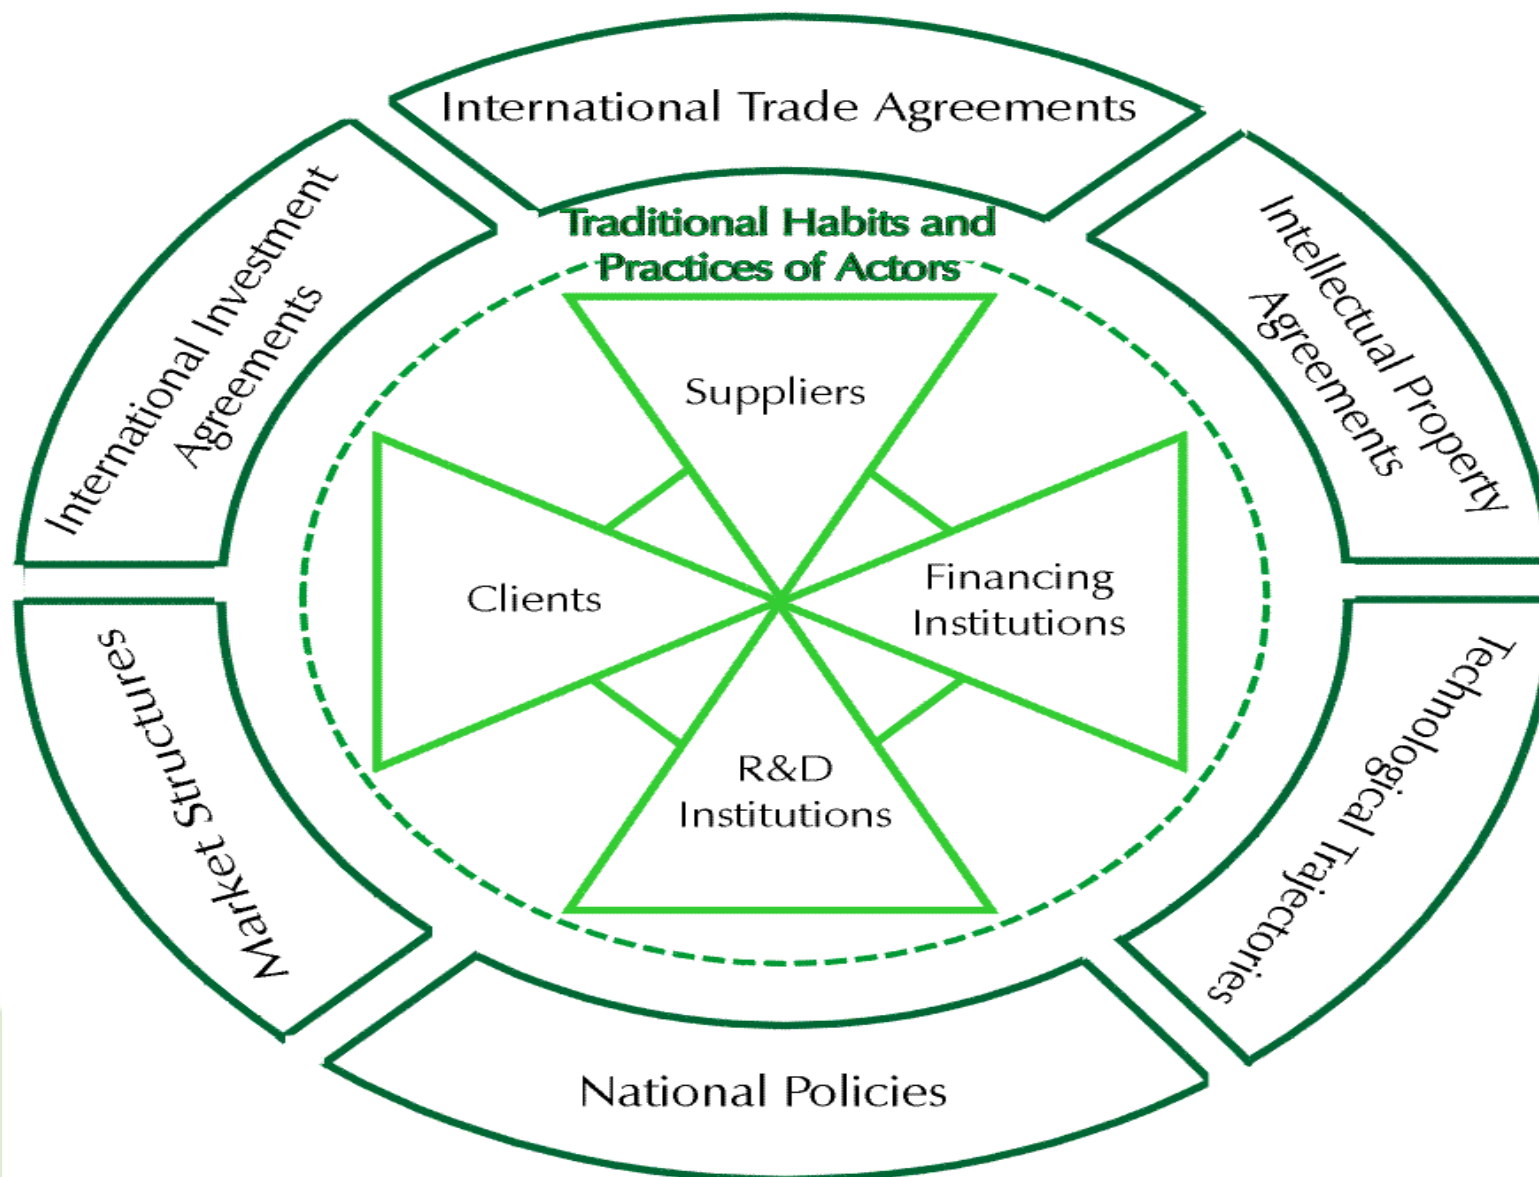 International Trade Agreements
International Investment
Agreements
Intellectual Property
Agreements
Traditional Habits and
Practices of Actors
Suppliers
Clients
Financing
Institutions
R&D
Institutions
Market Structures
Technological Trajectories
National Policies